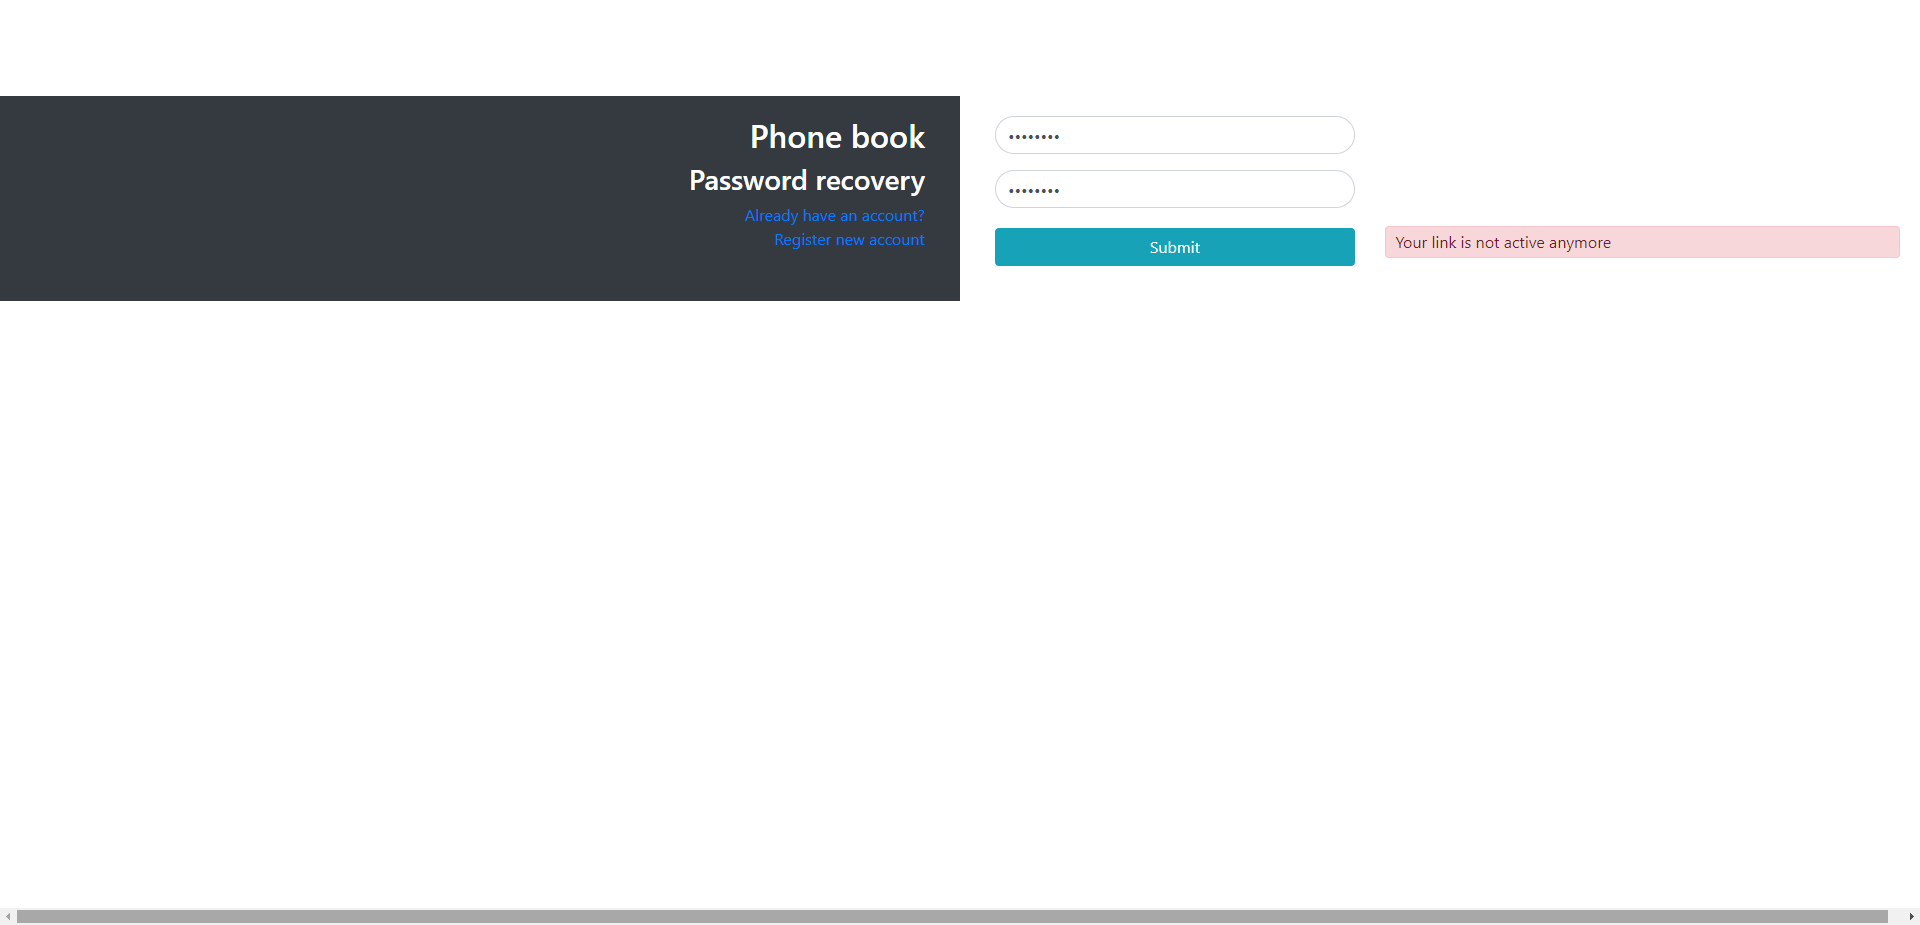 Phone book
Password recovery
Already have an account?
Register new account
••••••••
••••••••
Submit
Your link is not active anymore